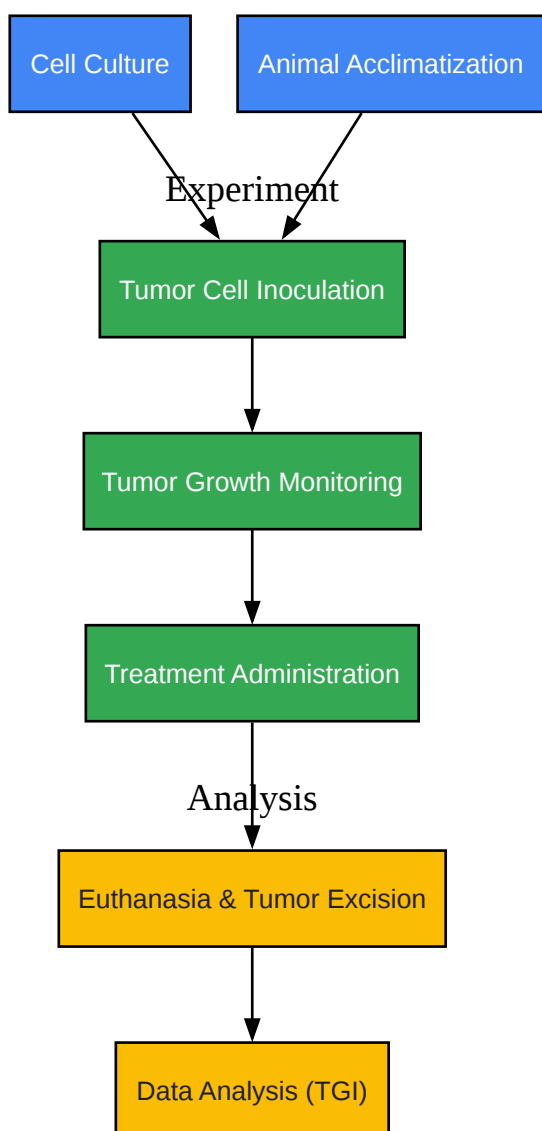 Cell Culture
Animal Acclimatization
Experiment
Tumor Cell Inoculation
Tumor Growth Monitoring
Treatment Administration
Analysis
Euthanasia & Tumor Excision
Data Analysis (TGI)